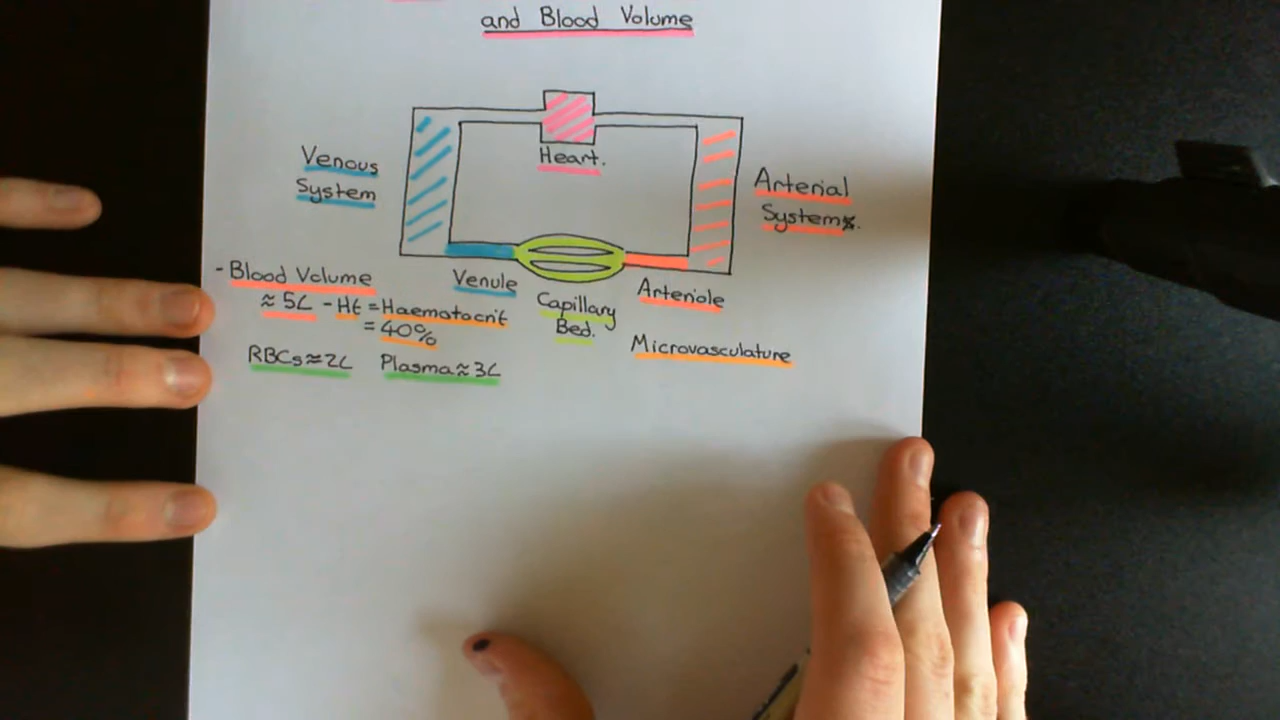 and Blood Volume
Heart.
Venous
System
Arterial
System.
- Blood Volume
≈ 5L - Ht = Haematocrit
= 40%
RBCs ≈ 2L Plasma ≈ 3L
Venule
Capillary
Bed.
Arteriole
Microvasculature